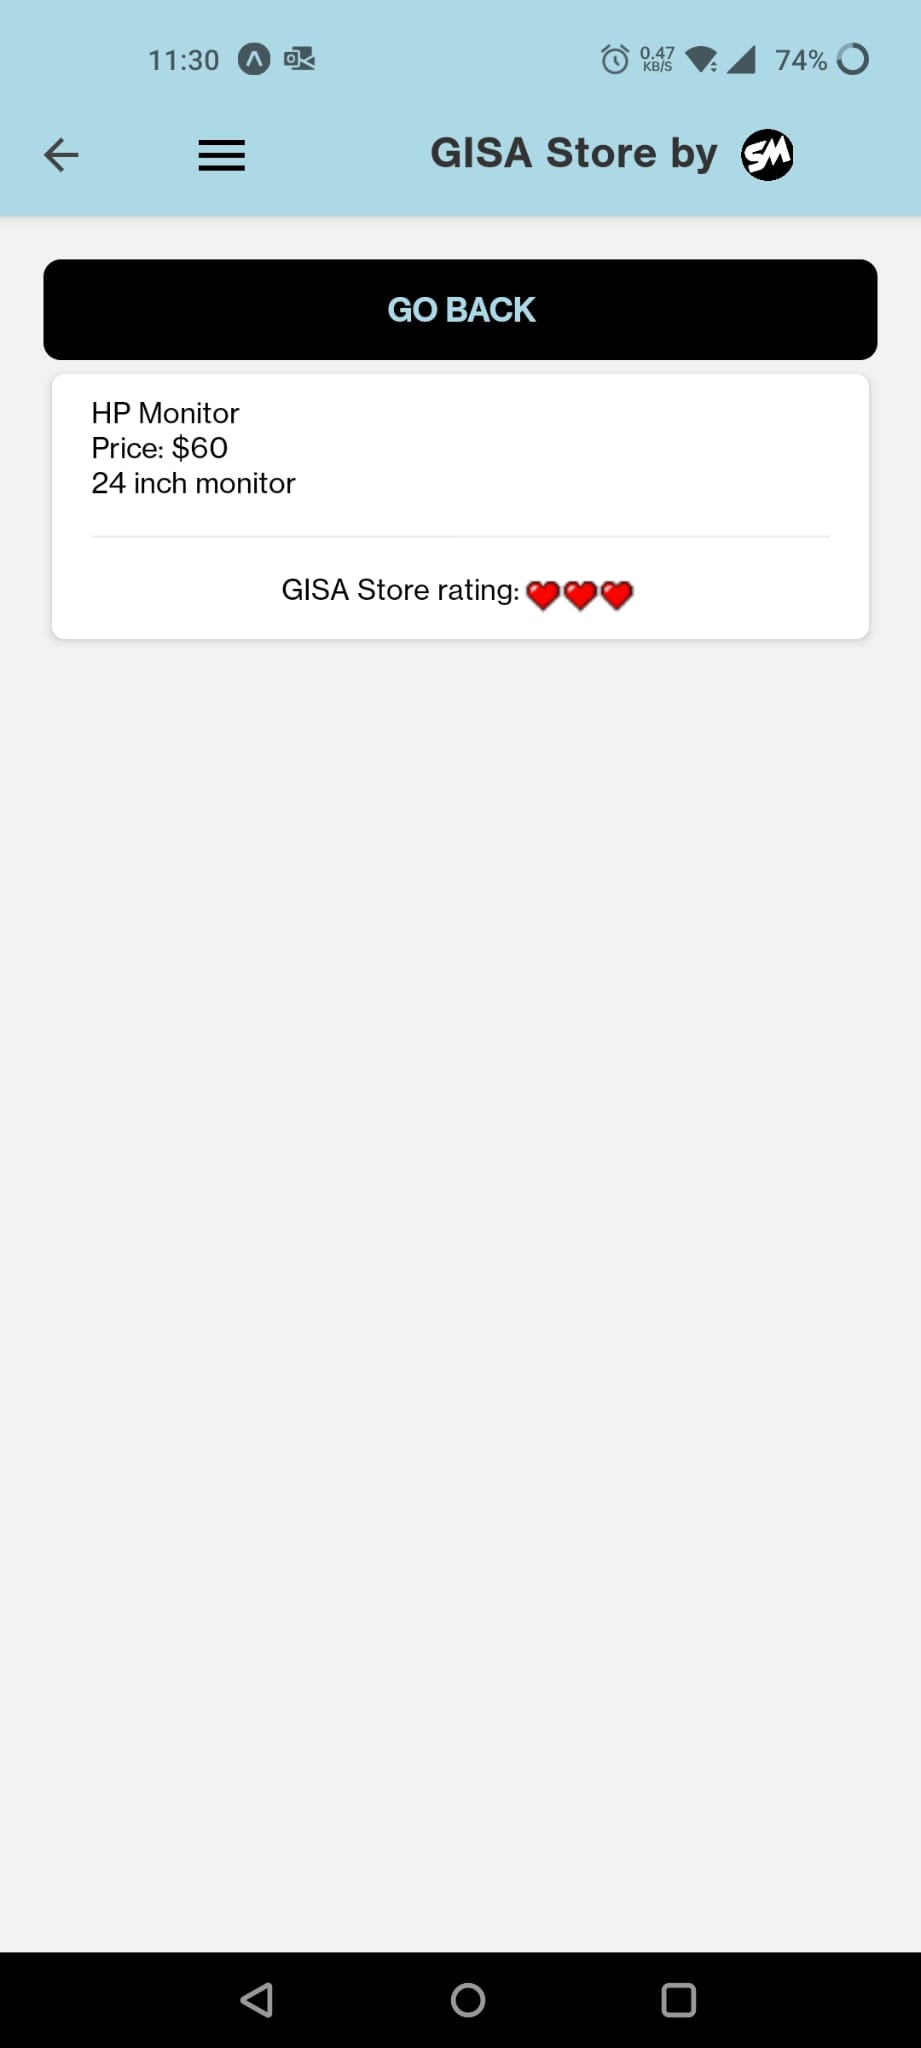 11:30 0.47 KB/S 74%
GISA Store by SM
GO BACK
HP Monitor
Price: $60
24 inch monitor
GISA Store rating: